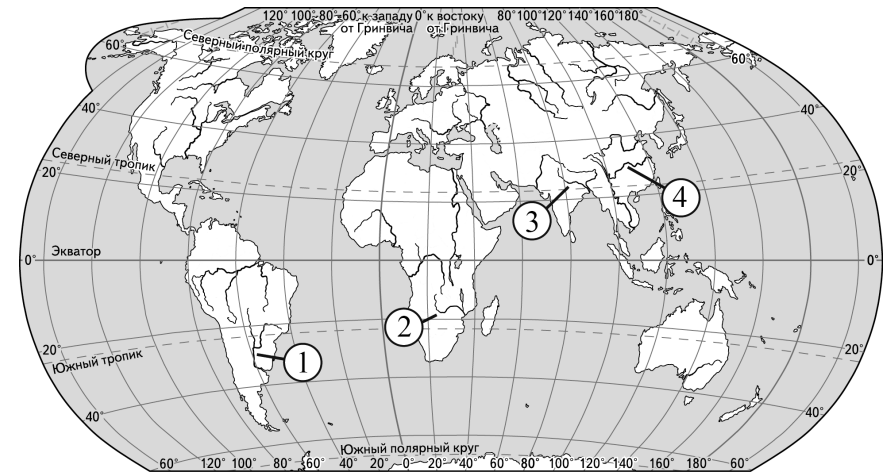 120° 100° 80° 60° к западу 0° к востоку 80° 100° 120° 140° 160° 180°
от Гринвича от Гринвича
Северный полярный круг
60° 60°
40° 40°
Северный тропик
20° 20°
4
3
Экватор
0° 0°
2
20° 20°
1
Южный тропик
40° 40°
Южный полярный круг
60° 120° 100° 80° 60° 40° 20° 0° 20° 40° 60° 80° 100° 120° 140° 160° 180° 60°